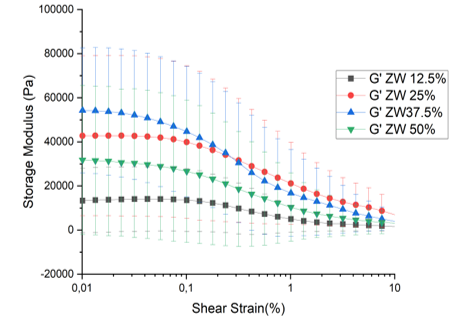 100000
80000
60000
40000
20000
0
-20000
Storage Modulus (Pa)
G' ZW 12.5%
G' ZW 25%
G' ZW37.5%
G' ZW 50%
0,01
0,1
1
10
Shear Strain(%)